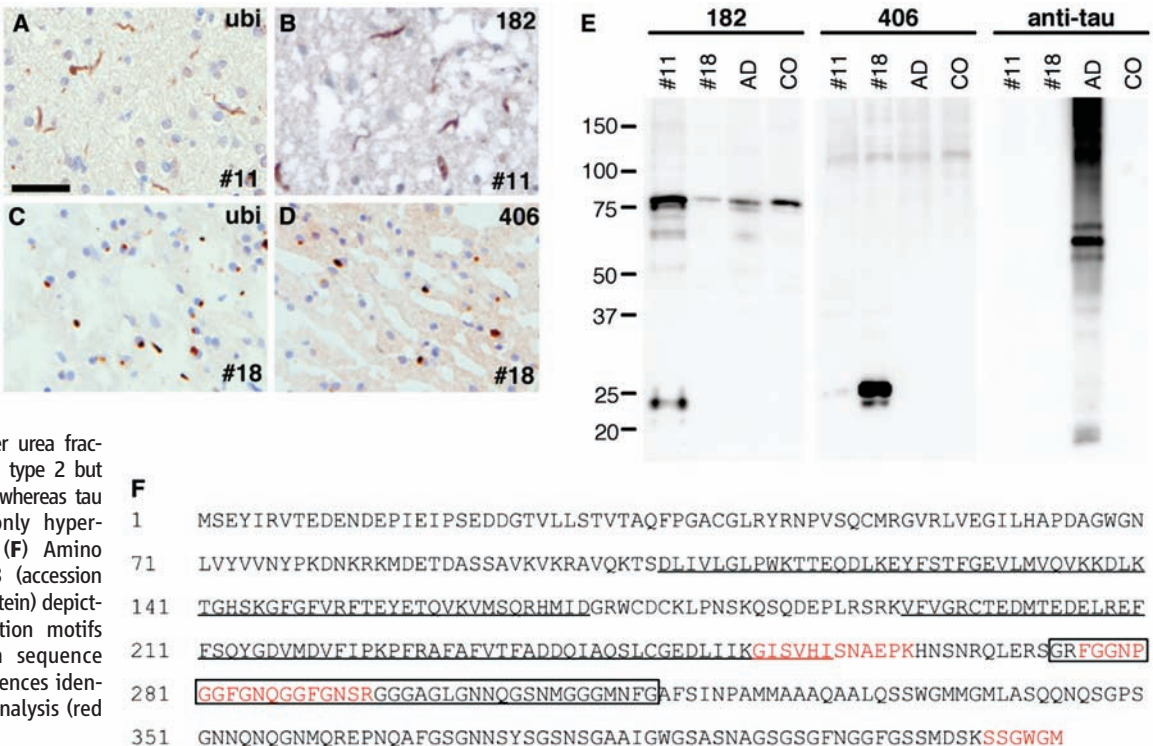 A ubi
#11
B 182
#11
C ubi
#18
D 406
#18
E 182 406 anti-tau
#11 #18 AD CO #11 #18 AD CO #11 #18 AD CO
150
100
75
50
37
25
20
er urea frac-
type 2 but
whereas tau
only hyper-
(F) Amino
3 (accession
tein) depict-
tion motifs
n sequence
ences iden-
nalysis (red
F
1 MSEYIRVTEDENDEPIEIPSEDDGTVLLSTVTAQFPGACGLRYRNPVSQCMRGVRLVEGILHAPDAGWGN
71 LVYVVNYPKDNKRKMDETDASSAVKVKRAVQKTSDLIVLGLPWKTTEQDLKEYFSTFGEVLMVQVKKDLK
141 TGHSKGFGFVRFTEYETQVKVMSQRHMIDGRWCDCKLPNSKQSQDEPLRSRKVFVGRCTEDMTEDELREF
211 FSQYGDVMDVFIPKPFRAFAFVTFADDQIAQSLCGEDLIIKGISVHISNAEPKHNSNRQLERSGRFGGNP
281 GGFGNQGGFGNSRGGGAGLGNNQGSNMGGGMNFGAFSINPAMMAAAQAALQSSWGMMGMLASQQNQSGPS
351 GNNQNQGNMQREPNQAFGSGNNSYSGSNSGAAIGWGSASNAGSGSGFNGGFGSSMDSKSSGWGM